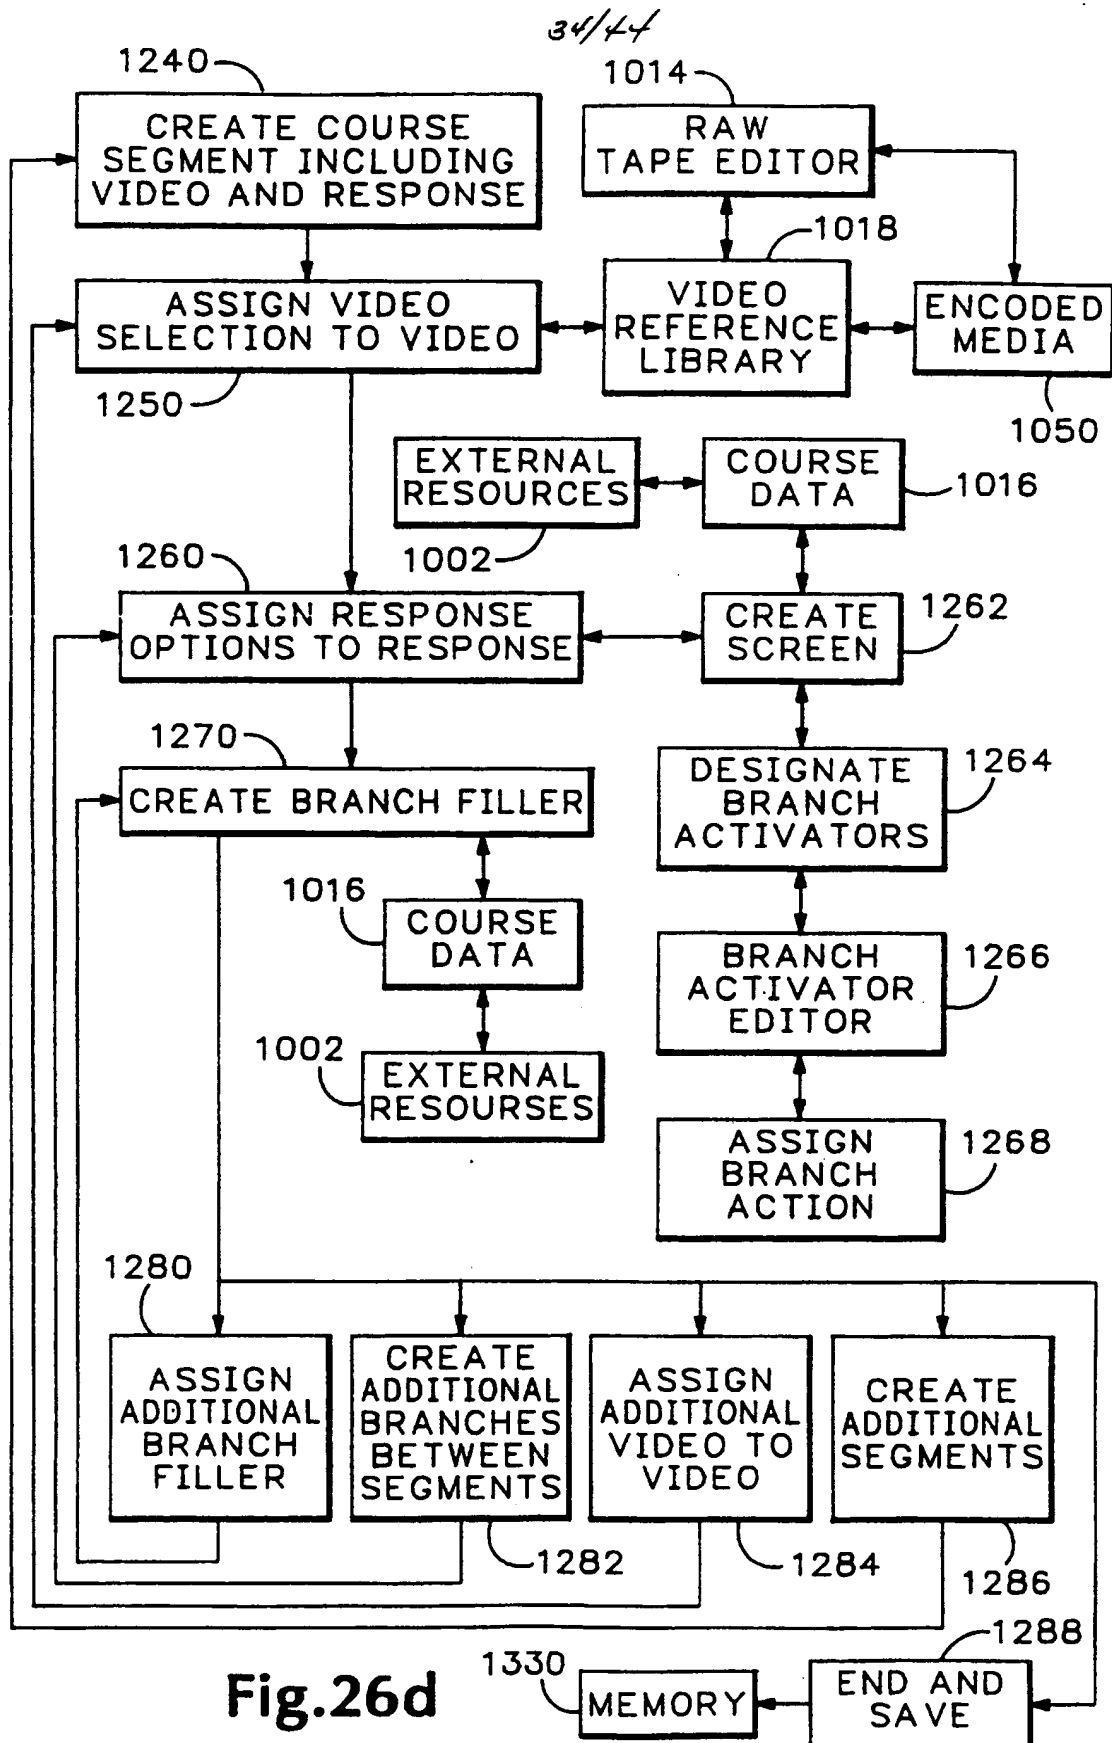 34/44
1240
1014
CREATE COURSE
SEGMENT INCLUDING
VIDEO AND RESPONSE
RAW
TAPE EDITOR
1018
ASSIGN VIDEO
SELECTION TO VIDEO
VIDEO
REFERENCE
LIBRARY
ENCODED
MEDIA
1250
1050
EXTERNAL
RESOURCES
COURSE
DATA
1016
1002
1260
ASSIGN RESPONSE
OPTIONS TO RESPONSE
CREATE
SCREEN
1262
1270
CREATE BRANCH FILLER
DESIGNATE
BRANCH
ACTIVATORS
1264
1016
COURSE
DATA
BRANCH
ACTIVATOR
EDITOR
1266
1002
EXTERNAL
RESOURSES
ASSIGN
BRANCH
ACTION
1268
1280
ASSIGN
ADDITIONAL
BRANCH
FILLER
CREATE
ADDITIONAL
BRANCHES
BETWEEN
SEGMENTS
ASSIGN
ADDITIONAL
VIDEO TO
VIDEO
CREATE
ADDITIONAL
SEGMENTS
1282
1284
1286
1288
1330
MEMORY
END AND
SAVE
Fig.26d